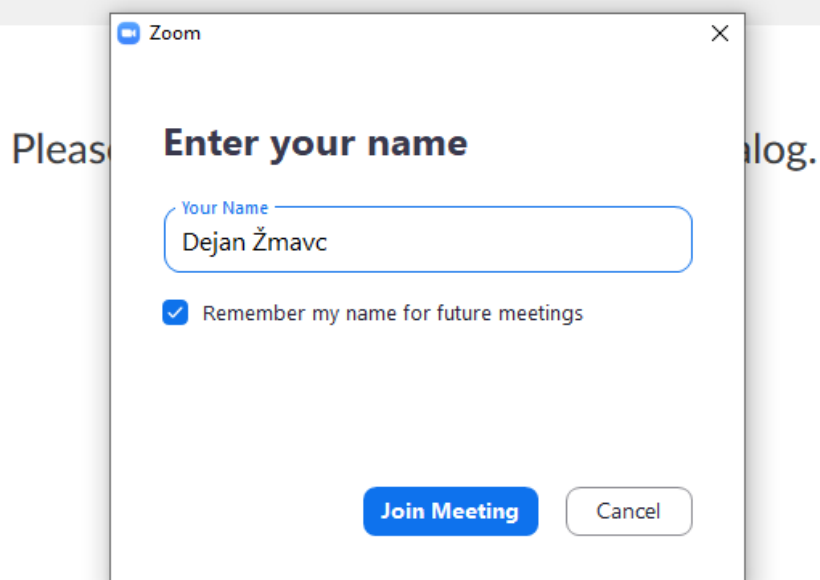 Zoom
Enter your name
Your Name
Dejan Žmavc
Remember my name for future meetings
Join Meeting
Cancel